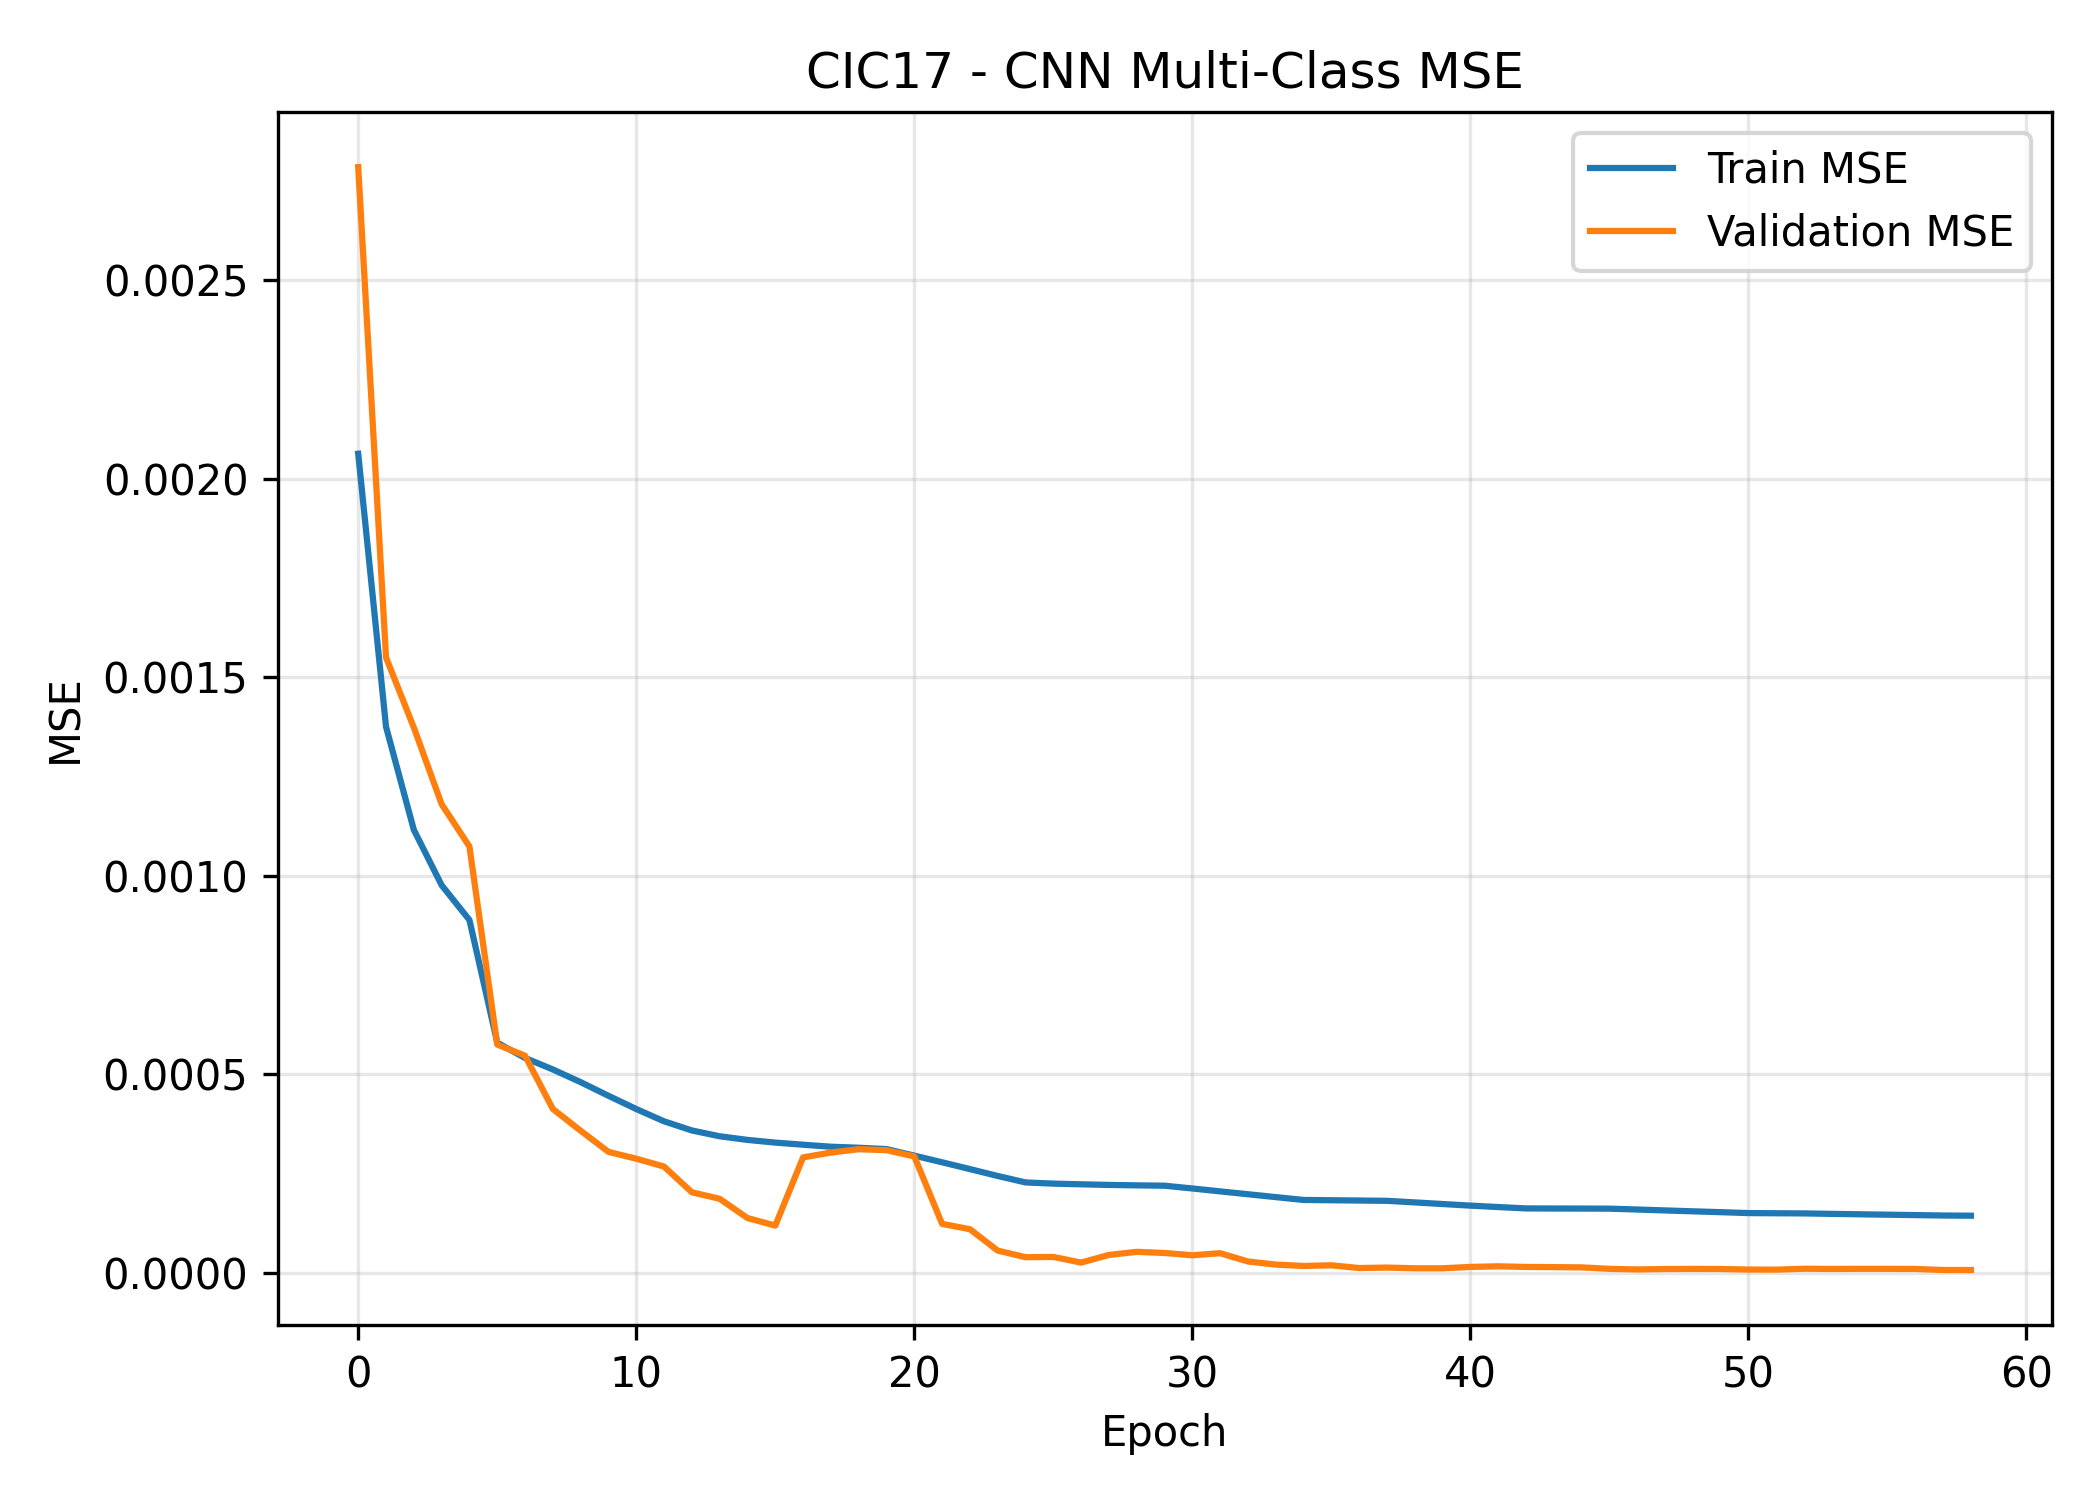 CIC17 - CNN Multi-Class MSE
Train MSE
Validation MSE
0.0025
0.0020
0.0015
0.0010
0.0005
0.0000
MSE
0 10 20 30 40 50 60
Epoch